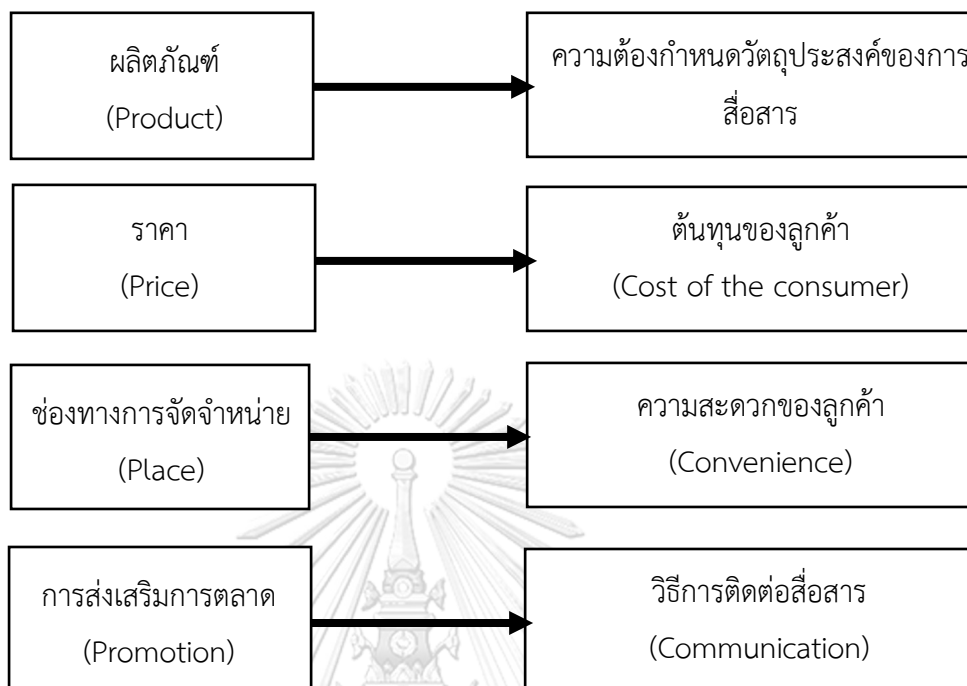 ผลิตภัณฑ์
(Product)
ความต้องกำหนดวัตถุประสงค์ของการ
สื่อสาร
ราคา
(Price)
ต้นทุนของลูกค้า
(Cost of the consumer)
ช่องทางการจัดจำหน่าย
(Place)
ความสะดวกของลูกค้า
(Convenience)
การส่งเสริมการตลาด
(Promotion)
วิธีการติดต่อสื่อสาร
(Communication)